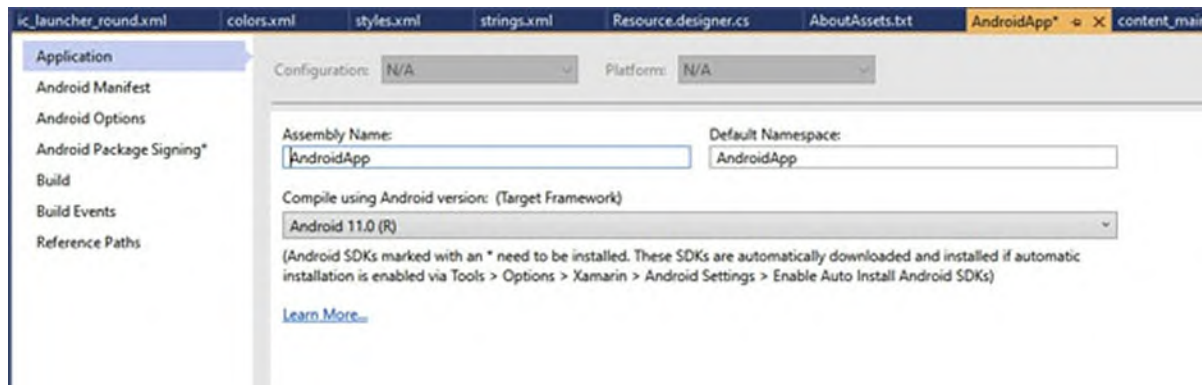 ic_launcher_round.xml colors.xml styles.xml strings.xml Resource.designer.cs AboutAssets.txt AndroidApp* content_main
Application
Android Manifest
Android Options
Android Package Signing*
Build
Build Events
Reference Paths
Configuration: N/A Platform: N/A
Assembly Name: Default Namespace:
AndroidApp AndroidApp
Compile using Android version: (Target Framework)
Android 11.0 (R)
(Android SDKs marked with an * need to be installed. These SDKs are automatically downloaded and installed if automatic
installation is enabled via Tools > Options > Xamarin > Android Settings > Enable Auto Install Android SDKs)
Learn More...